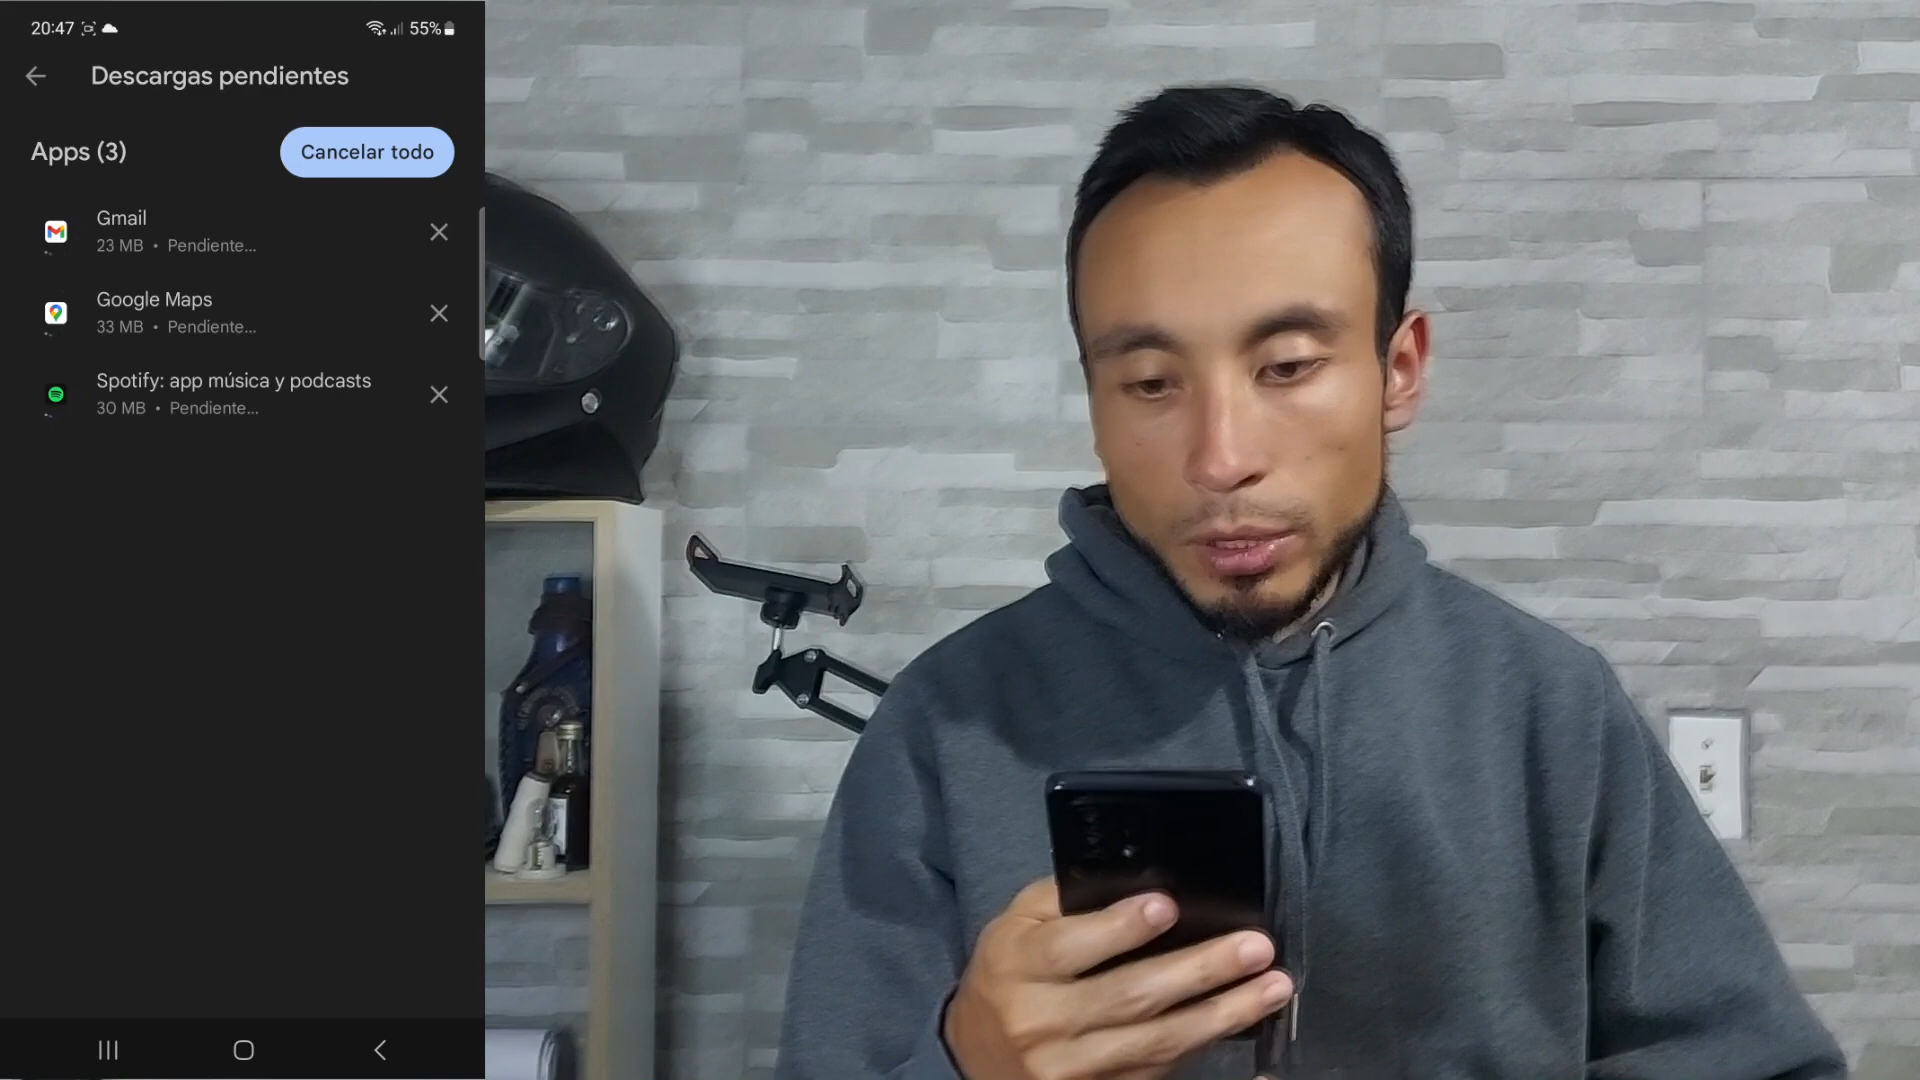 20:47
55%
Descargas pendientes
Apps (3)
Cancelar todo
Gmail
23 MB • Pendiente...
Google Maps
33 MB • Pendiente...
Spotify: app música y podcasts
30 MB • Pendiente...